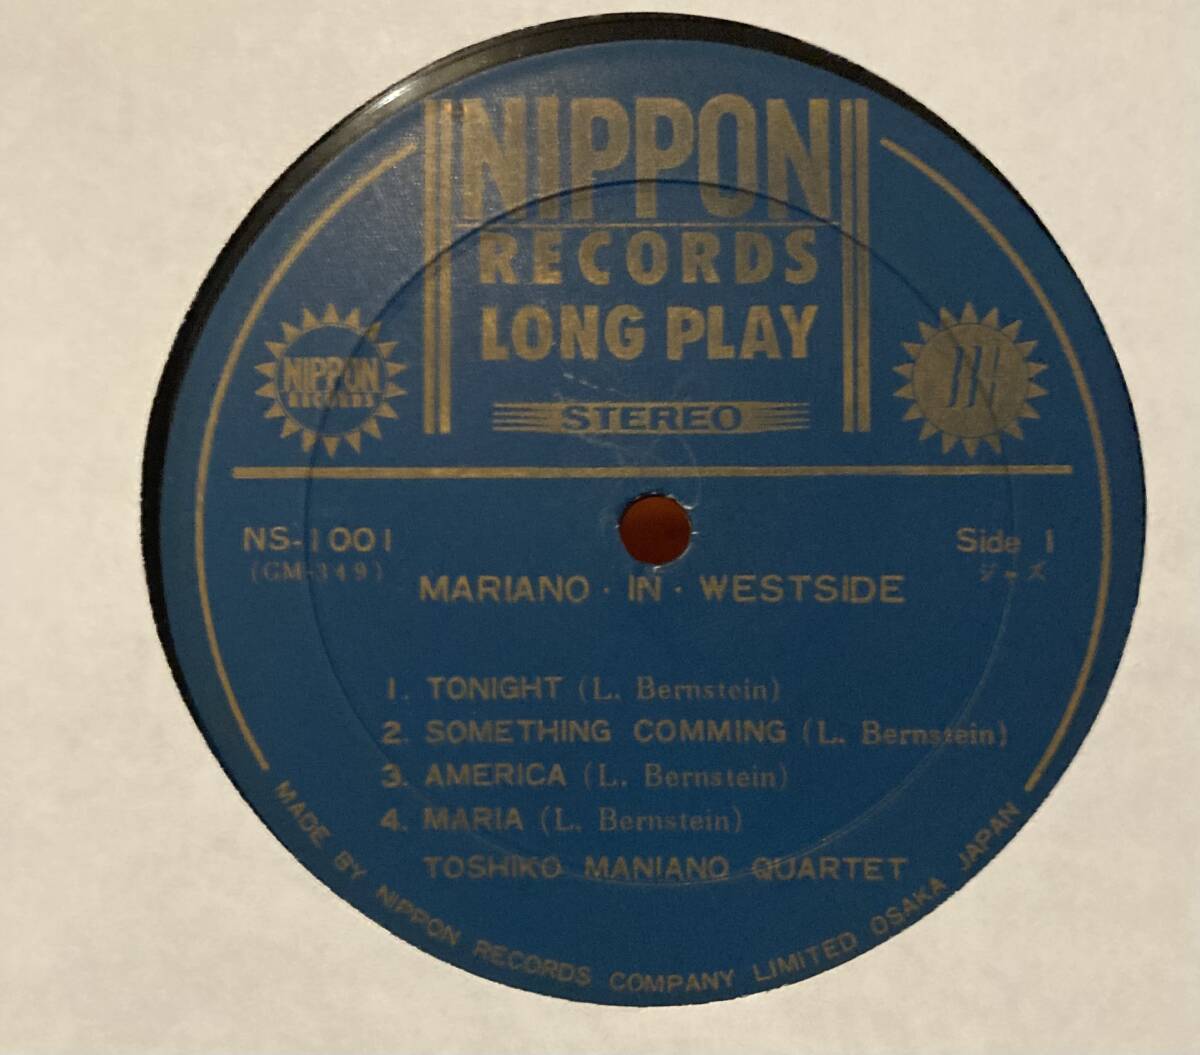 NIPPON
RECORDS
LONG PLAY
STEREO
NIPPON
RECORDS
NS-1001
(GM-349)
Side 1
ジャズ
MARIANO · IN · WESTSIDE
1. TONIGHT (L. Bernstein)
2. SOMETHING COMMING (L. Bernstein)
3. AMERICA (L. Bernstein)
4. MARIA (L. Bernstein)
TOSHIKO MANIANO QUARTET
MADE BY NIPPON RECORDS COMPANY LIMITED OSAKA JAPAN